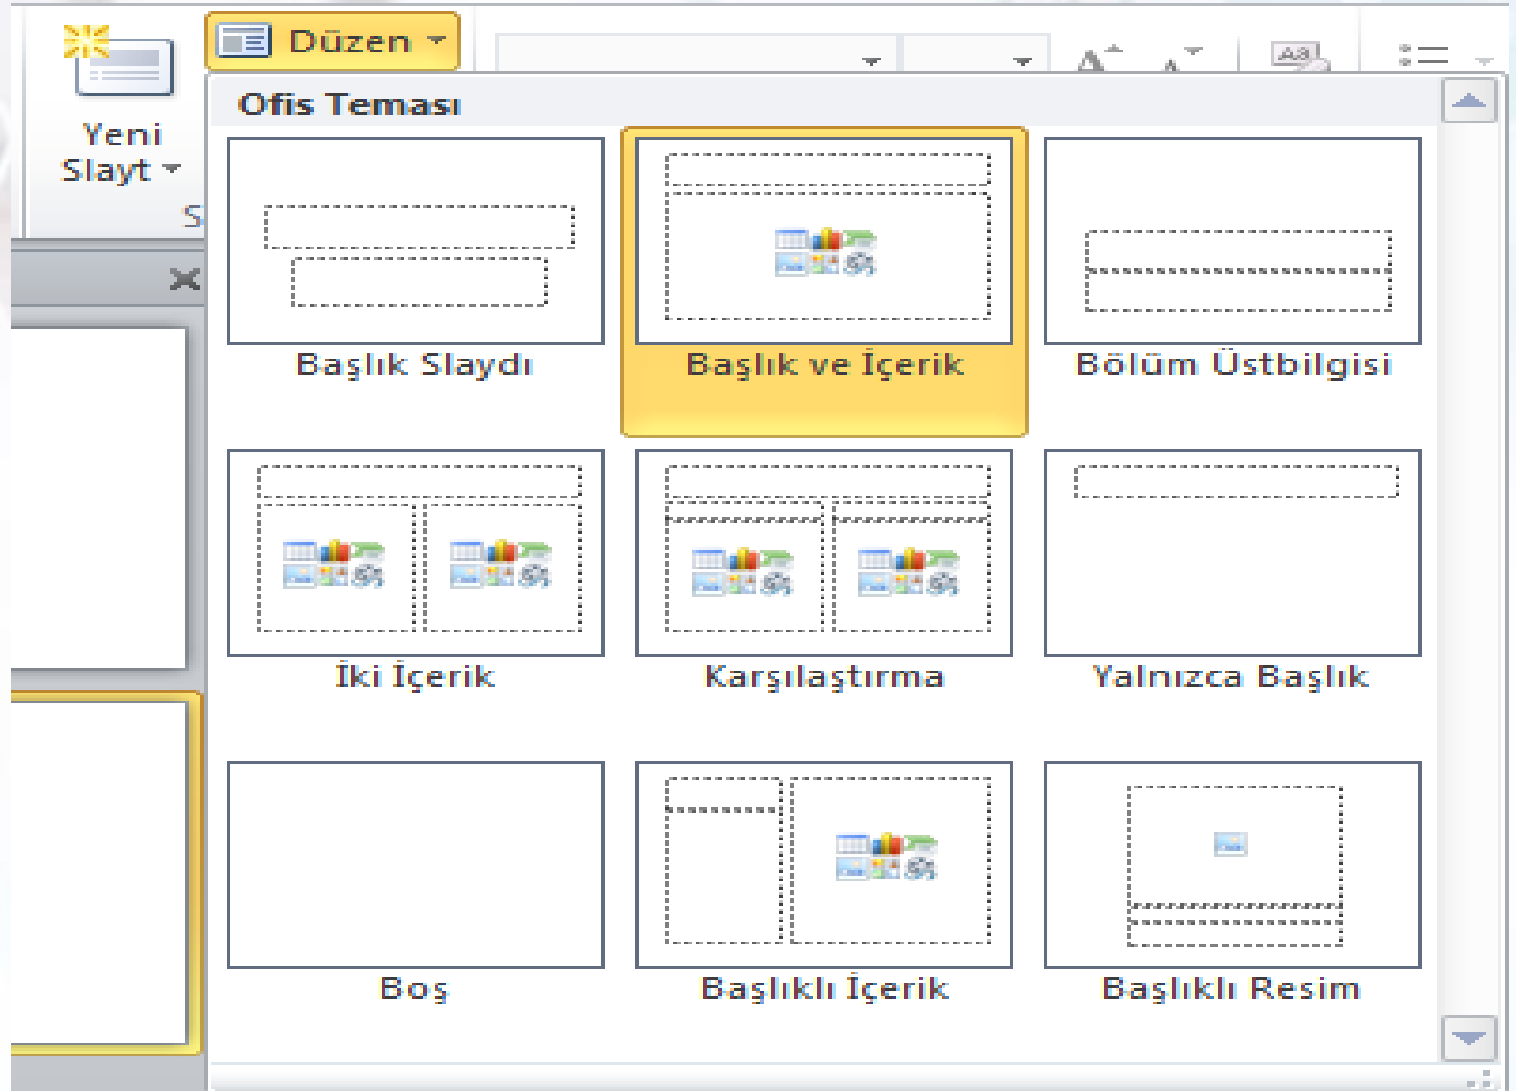 Düzen
Yeni
Slayt
Ofis Teması
Başlık Slaydı
Başlık ve İçerik
Bölüm Üstbilgisi
İki İçerik
Karşılaştırma
Yalnızca Başlık
Boş
Başlıklı İçerik
Başlıklı Resim